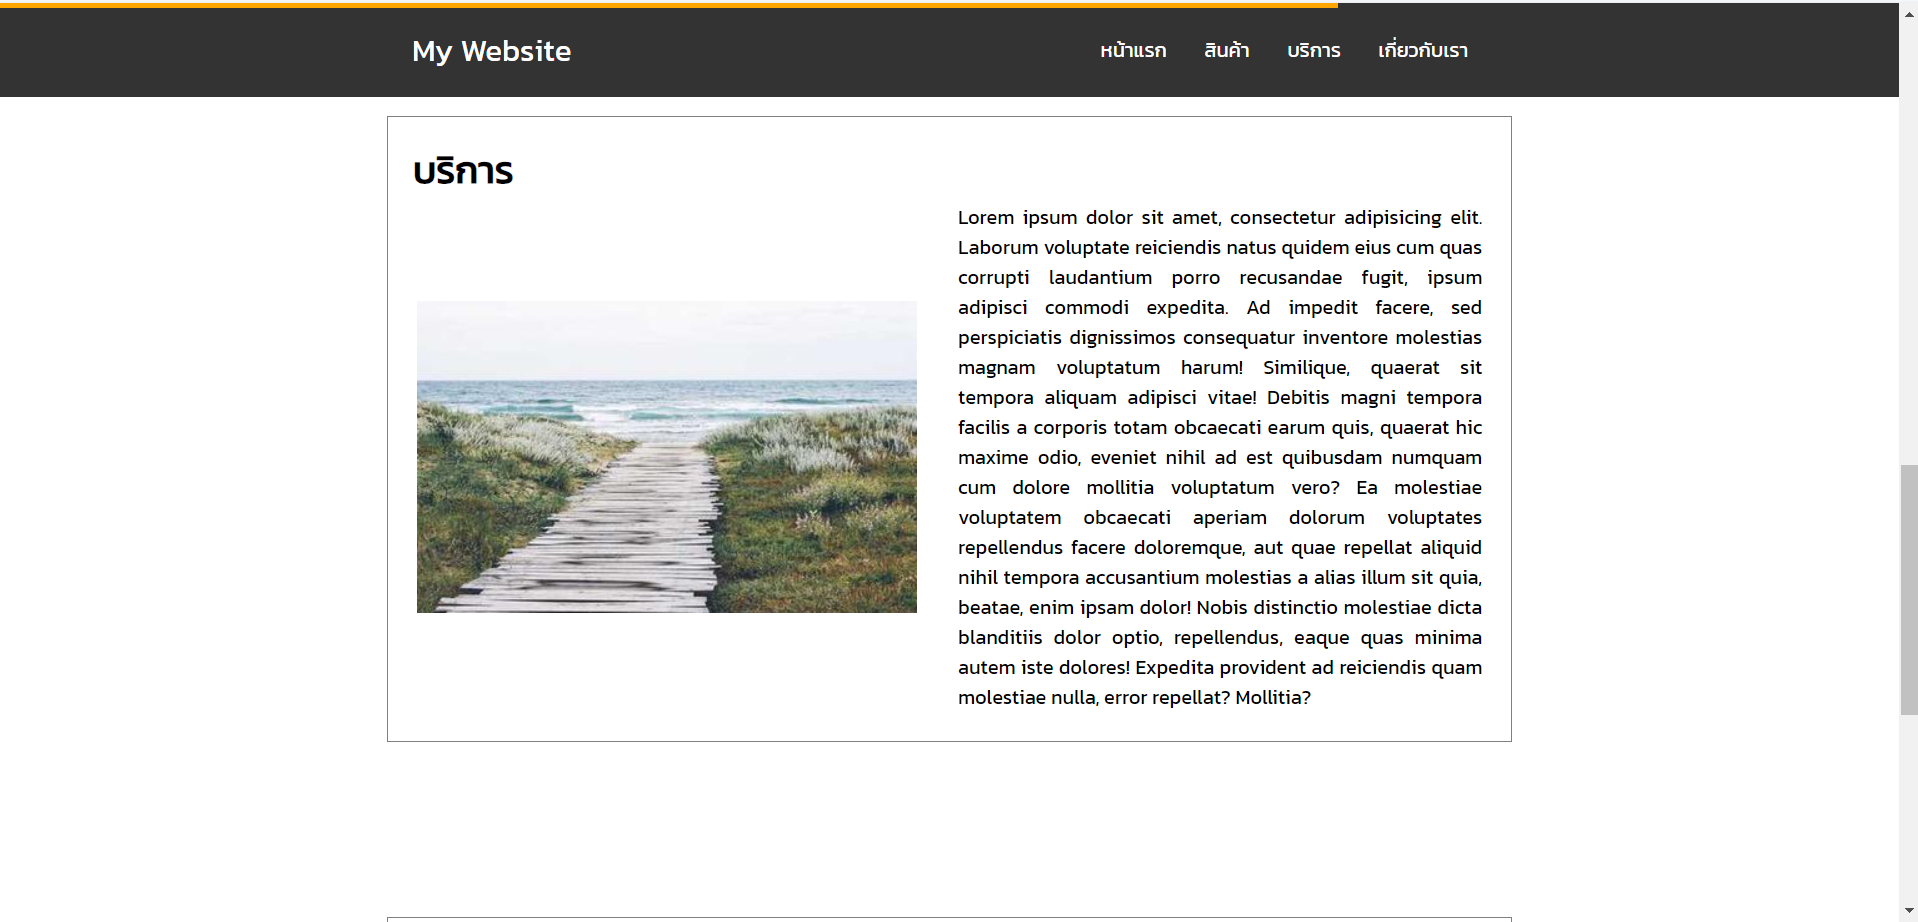 My Website
หน้าแรก สินค้า บริการ เกี่ยวกับเรา
บริการ
Lorem ipsum dolor sit amet, consectetur adipisicing elit.
Laborum voluptate reiciendis natus quidem eius cum quas
corrupti laudantium porro recusandae fugit, ipsum
adipisci commodi expedita. Ad impedit facere, sed
perspiciatis dignissimos consequatur inventore molestias
magnam voluptatum harum! Similique, quaerat sit
tempora aliquam adipisci vitae! Debitis magni tempora
facilis a corporis totam obcaecati earum quis, quaerat hic
maxime odio, eveniet nihil ad est quibusdam numquam
cum dolore mollitia voluptatum vero? Ea molestiae
voluptatem obcaecati aperiam dolorum voluptates
repellendus facere doloremque, aut quae repellat aliquid
nihil tempora accusantium molestias a alias illum sit quia,
beatae, enim ipsam dolor! Nobis distinctio molestiae dicta
blanditiis dolor optio, repellendus, eaque quas minima
autem iste dolores! Expedita provident ad reiciendis quam
molestiae nulla, error repellat? Mollitia?